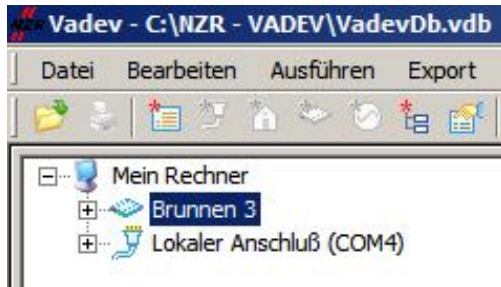 NZR Vadev - C:\NZR - VADEV\VadevDb.vdb
Datei Bearbeiten Ausführen Export
Mein Rechner
Brunnen 3
Lokaler Anschluß (COM4)